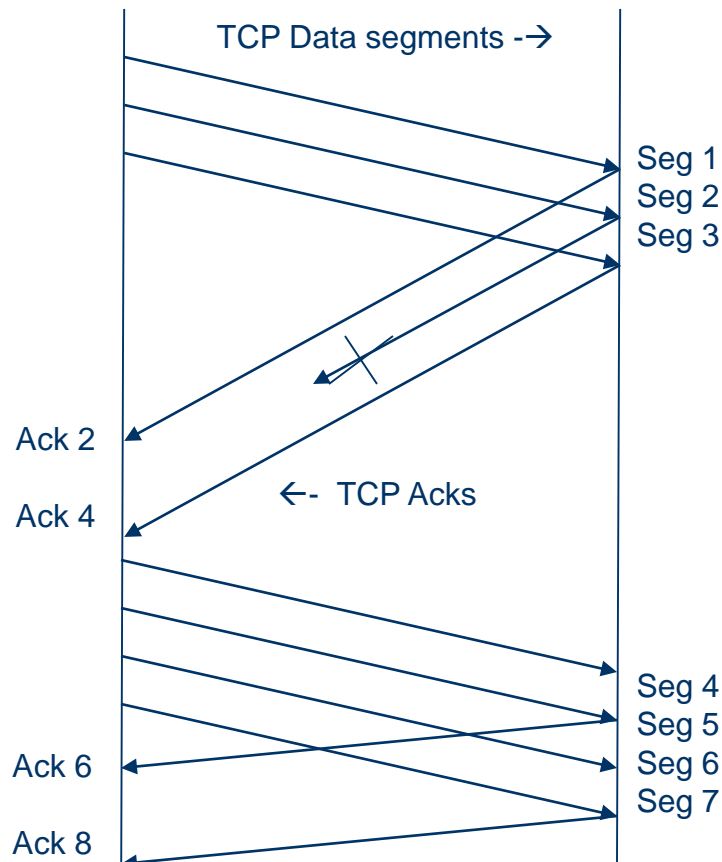 TCP Data segments -→
Seg 1
Seg 2
Seg 3
Ack 2
Ack 4
←- TCP Acks
Seg 4
Seg 5
Ack 6
Seg 6
Seg 7
Ack 8